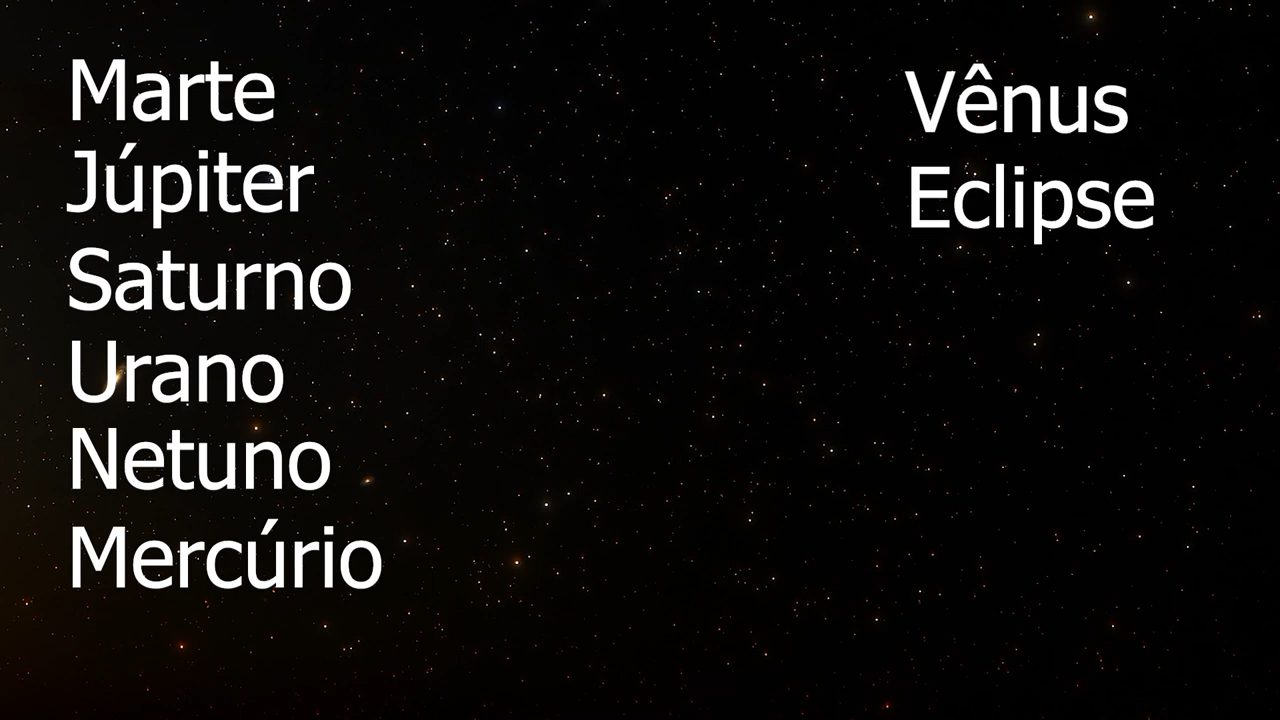 Marte
Júpiter
Saturno
Urano
Netuno
Mercúrio
Vênus
Eclipse